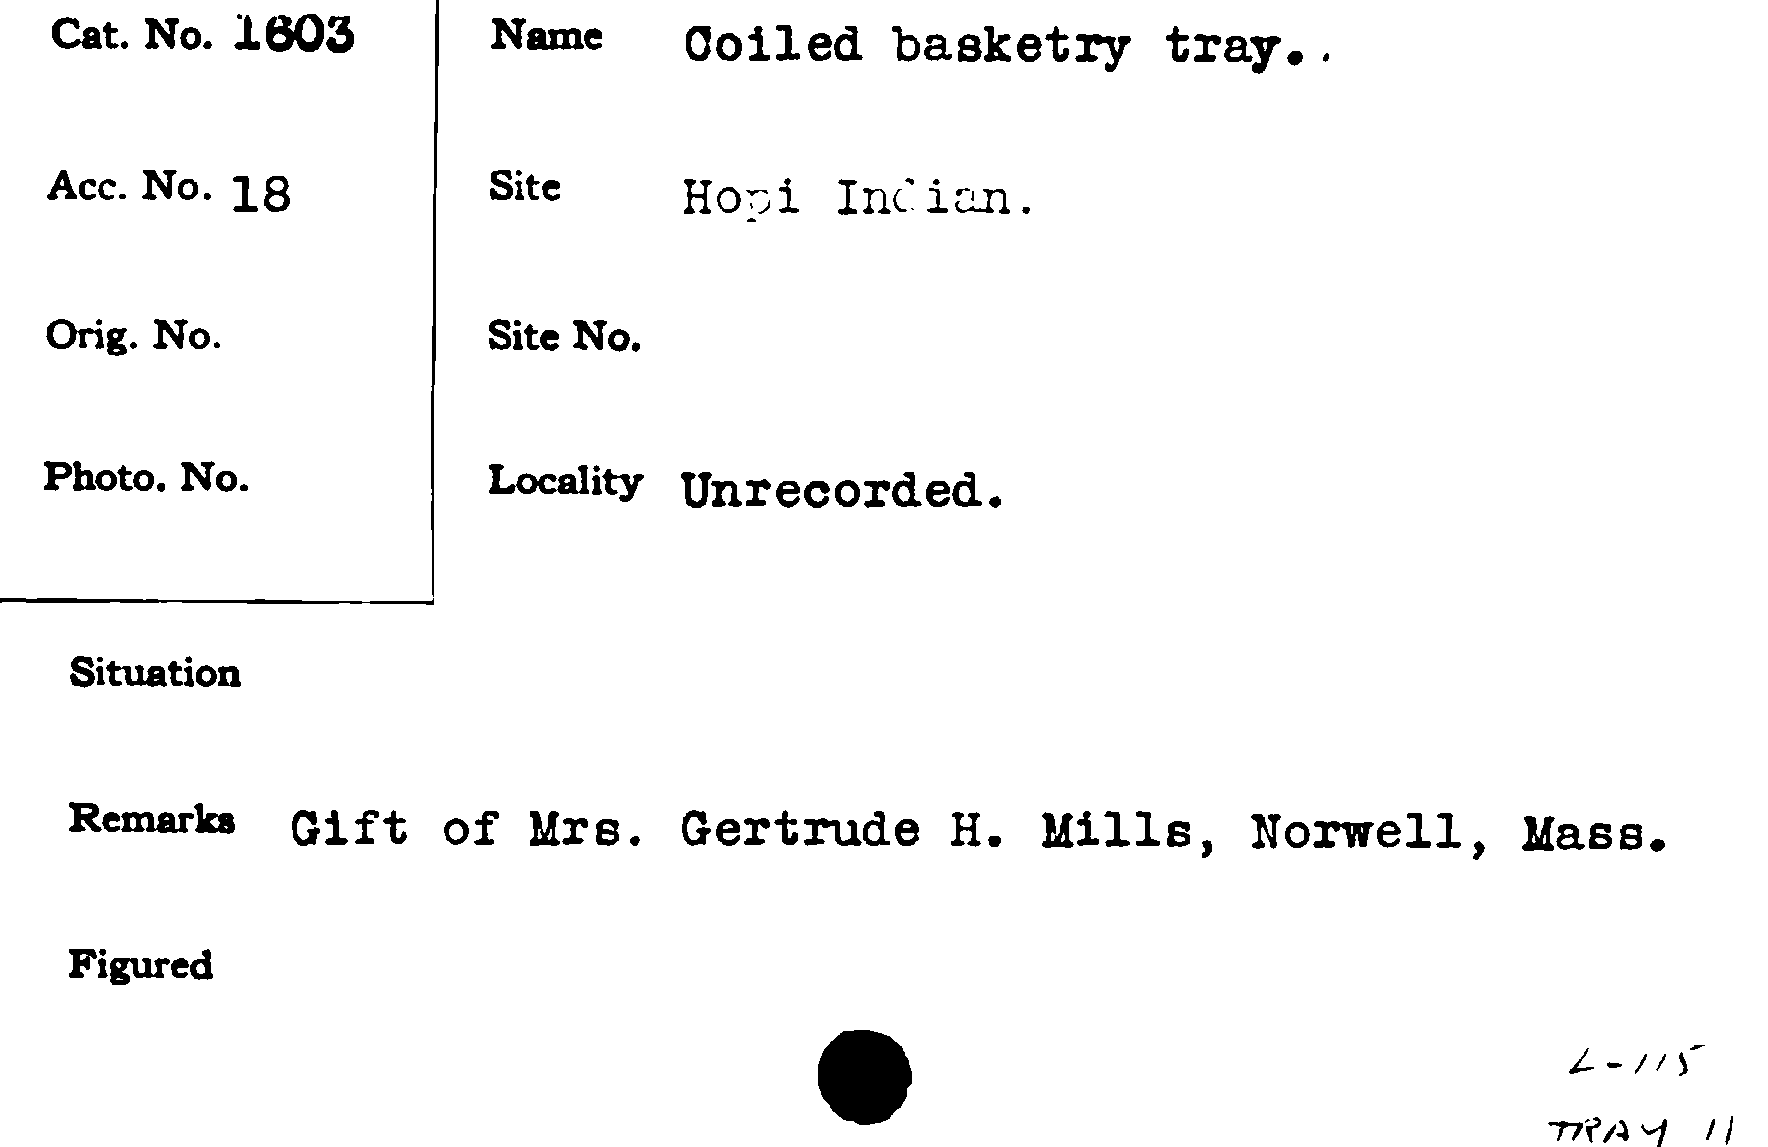 Cat. No. 1603
Name Coiled basketry tray..
Acc. No. 18
Site Hopi Indian.
Orig. No.
Site No.
Photo. No.
Locality Unrecorded.
Situation
Remarks Gift of Mrs. Gertrude H. Mills, Norwell, Mass.
Figured
L-115
TRAY 11